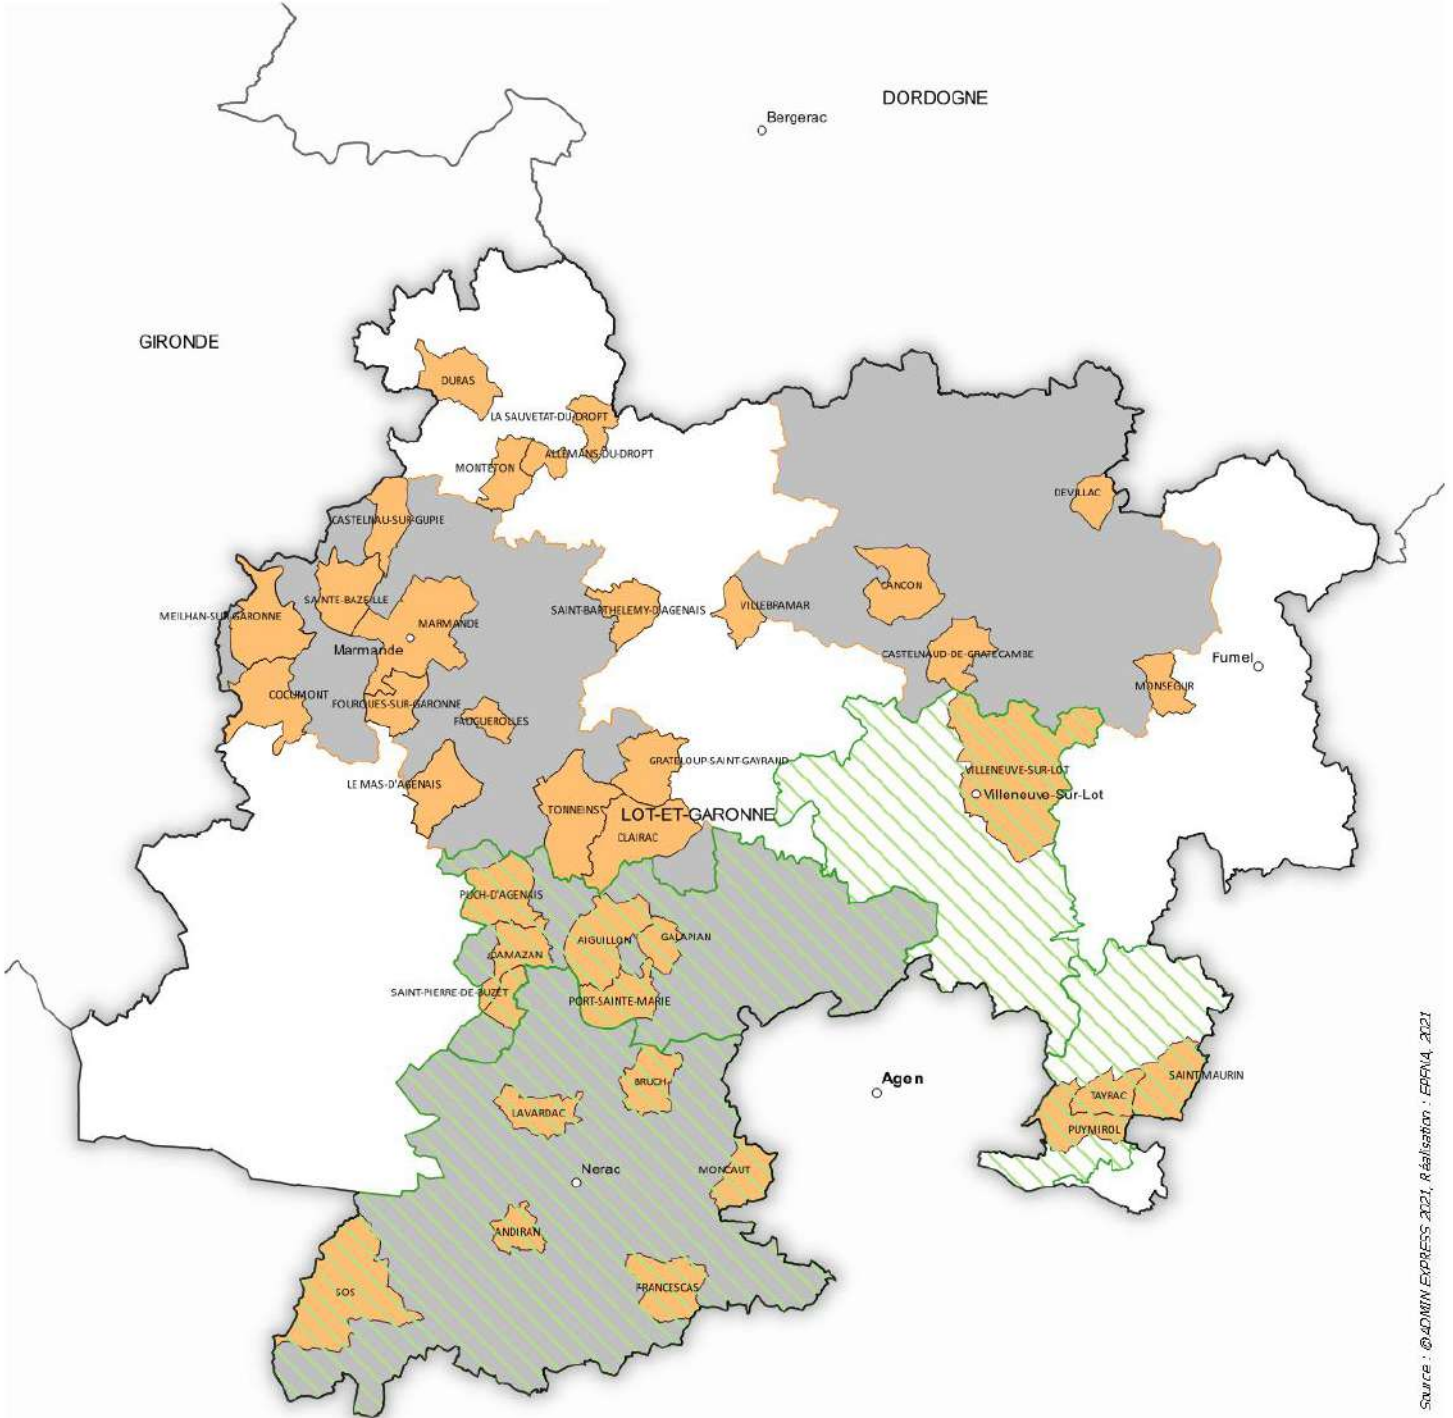 DORDOGNE
Bergerac
GIRONDE
DURAS
LA SAUVETAT-DU-DROPT
ALLEMANS-DU-DROPT
MONTETON
DEVILLAC
CASTELNAU-SUR-GUPIE
CANCON
SAINTE-BAZEILLE
SAINT-BARTHELEMY-D'AGENAIS
VILLEBRAMAR
MEILHAN-SUR-GARONNE
MARMANDE
Marmande
CASTELNAUD-DE-GRATECAMBE
Fumel
MONSEGUR
COCUMONT
FOURQUES-SUR-GARONNE
FAUGUEROLLES
GRATELOUP-SAINT-GAYRAND
VILLENEUVE-SUR-LOT
LE MAS-D'AGENAIS
Villeneuve-Sur-Lot
TONNEINS
LOT-ET-GARONNE
CLAIRAC
PUCH-D'AGENAIS
AIGUILLON
GALAPIAN
DAMAZAN
SAINT-PIERRE-DE-BUZET
PORT-SAINTE-MARIE
Agen
SAINT-MAURIN
BRUCH
TAYRAC
LAVARDAC
PUYMIROL
Nerac
MONCAUT
ANDIRAN
FRANCESCAS
SOS
Source : ©ADMIN EXPRESS 2021, Réalisation : EPFNA, 2021